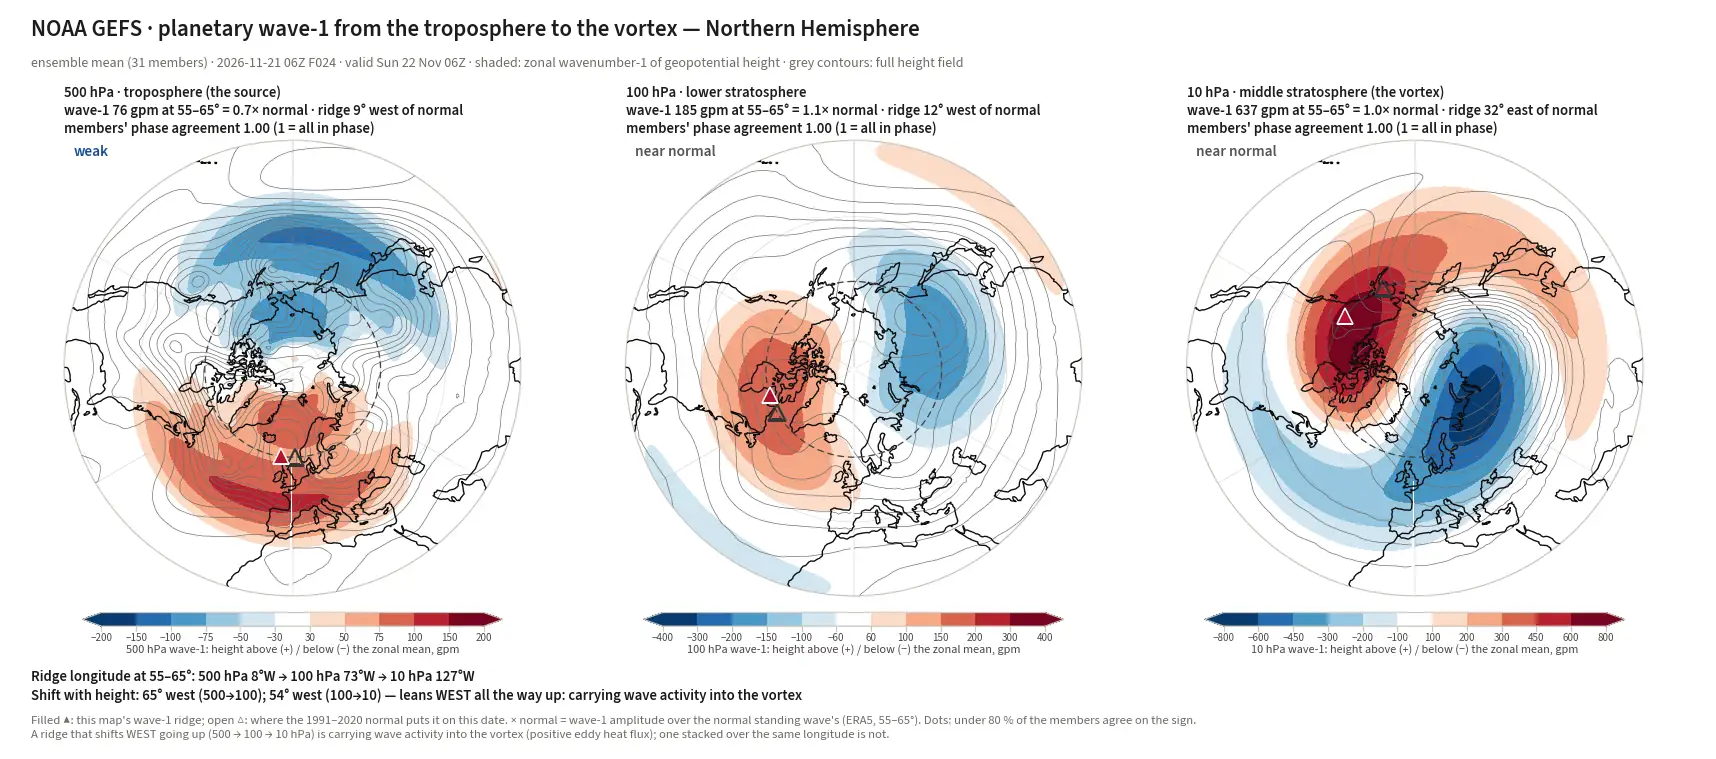 NOAA GEFS · planetary wave-1 from the troposphere to the vortex — Northern Hemisphere
ensemble mean (31 members) · 2026-11-21 06Z F024 · valid Sun 22 Nov 06Z · shaded: zonal wavenumber-1 of geopotential height · grey contours: full height field
500 hPa · troposphere (the source)
wave-1 76 gpm at 55–65° = 0.7× normal · ridge 9° west of normal
members' phase agreement 1.00 (1 = all in phase)
weak
100 hPa · lower stratosphere
wave-1 185 gpm at 55–65° = 1.1× normal · ridge 12° west of normal
members' phase agreement 1.00 (1 = all in phase)
near normal
10 hPa · middle stratosphere (the vortex)
wave-1 637 gpm at 55–65° = 1.0× normal · ridge 32° east of normal
members' phase agreement 1.00 (1 = all in phase)
near normal
−200 −150 −100 −75 −50 −30 30 50 75 100 150 200
500 hPa wave-1: height above (+) / below (−) the zonal mean, gpm
−400 −300 −200 −150 −100 −60 60 100 150 200 300 400
100 hPa wave-1: height above (+) / below (−) the zonal mean, gpm
−800 −600 −450 −300 −200 −100 100 200 300 450 600 800
10 hPa wave-1: height above (+) / below (−) the zonal mean, gpm
Ridge longitude at 55–65°: 500 hPa 8°W → 100 hPa 73°W → 10 hPa 127°W
Shift with height: 65° west (500→100); 54° west (100→10) — leans WEST all the way up: carrying wave activity into the vortex
Filled ▲: this map's wave-1 ridge; open △: where the 1991–2020 normal puts it on this date. × normal = wave-1 amplitude over the normal standing wave's (ERA5, 55–65°). Dots: under 80 % of the members agree on the sign.
A ridge that shifts WEST going up (500 → 100 → 10 hPa) is carrying wave activity into the vortex (positive eddy heat flux); one stacked over the same longitude is not.